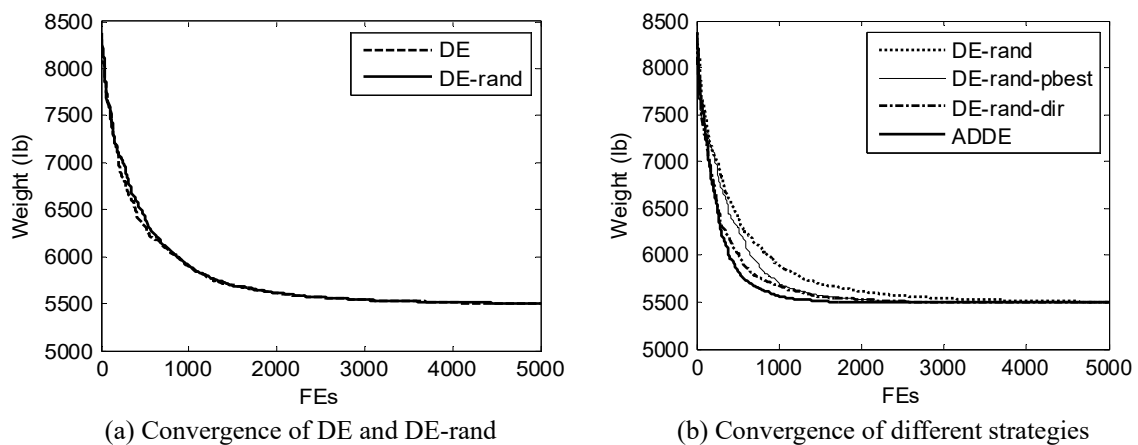 8500
8000
7500
7000
6500
6000
5500
5000
Weight (lb)
0 1000 2000 3000 4000 5000
FEs
DE
DE-rand
(a) Convergence of DE and DE-rand
8500
8000
7500
7000
6500
6000
5500
5000
Weight (lb)
0 1000 2000 3000 4000 5000
FEs
DE-rand
DE-rand-pbest
DE-rand-dir
ADDE
(b) Convergence of different strategies